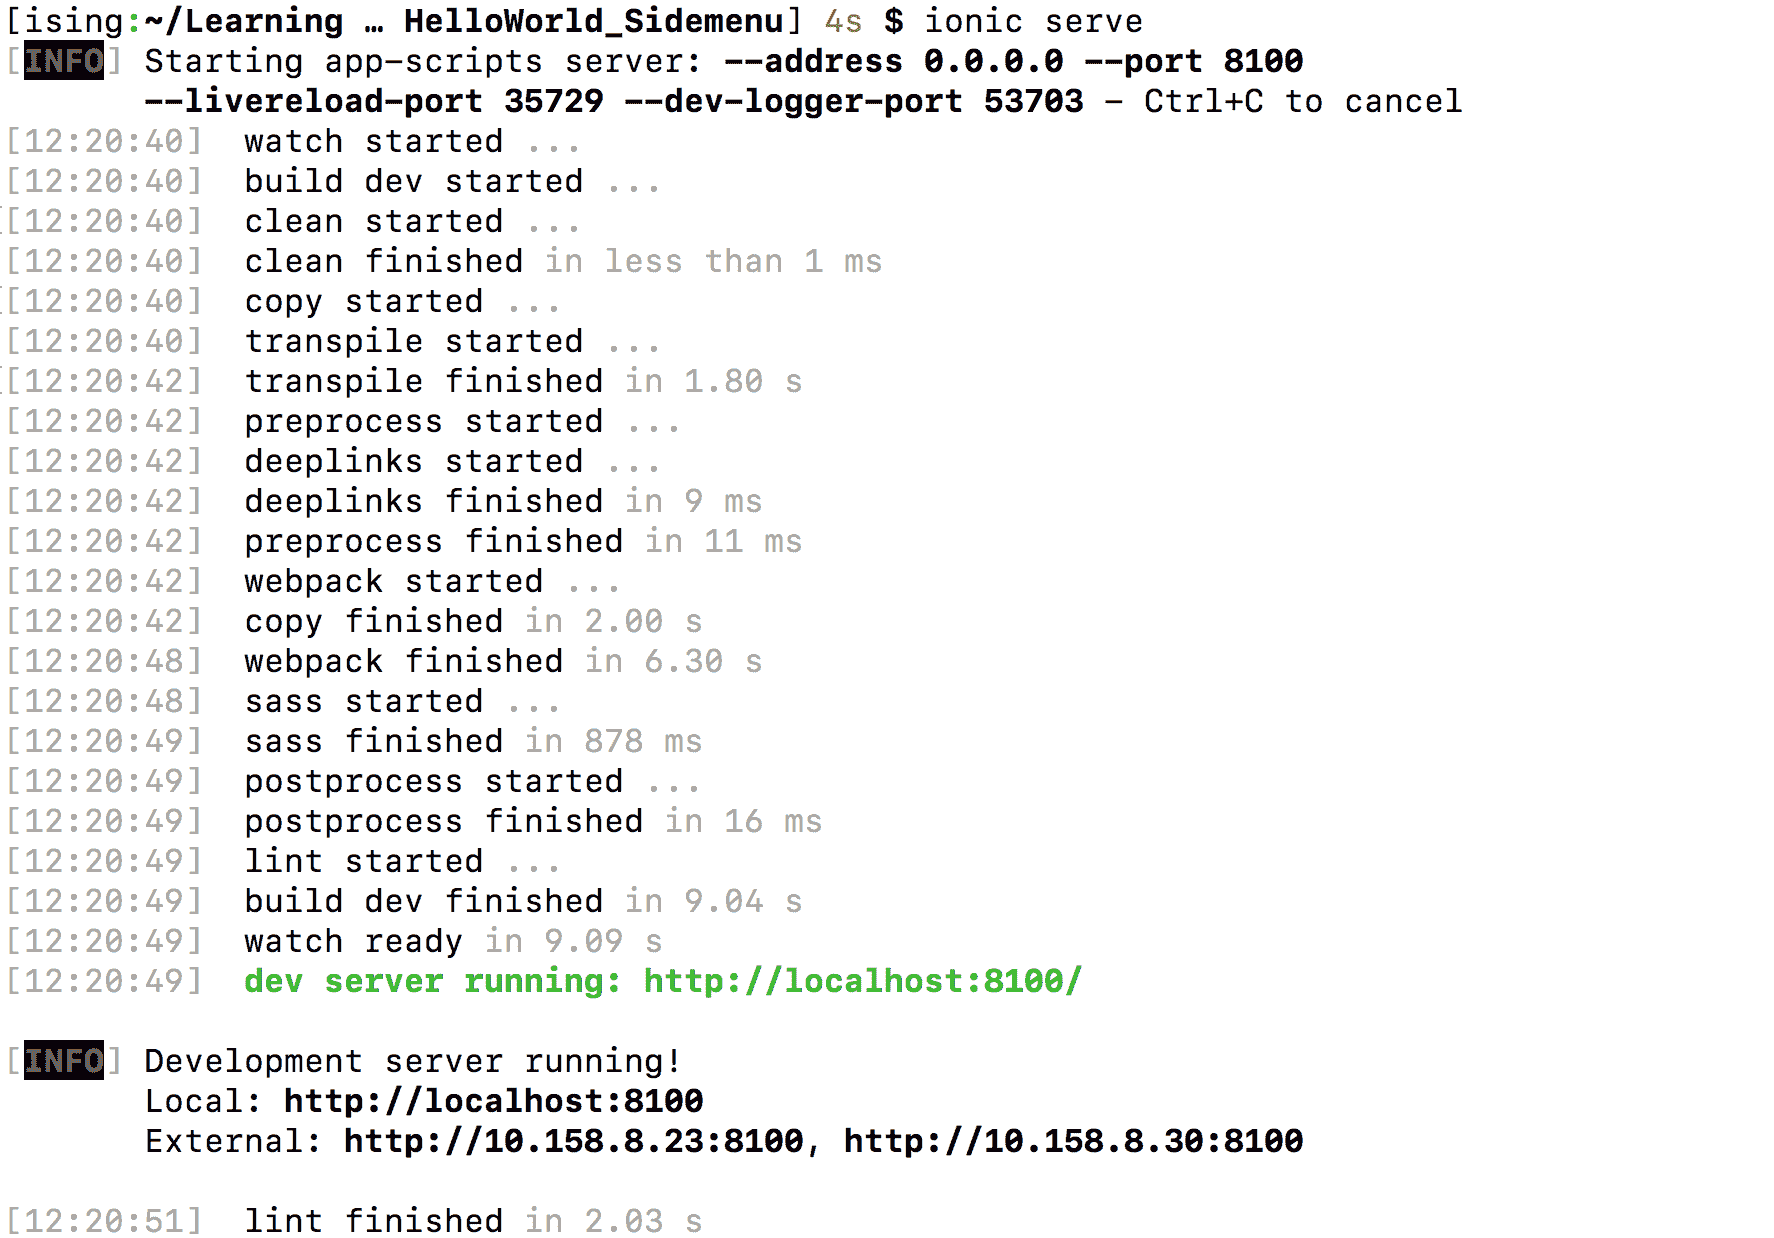 [ising:~/Learning … HelloWorld_Sidemenu] 4s $ ionic serve
[INFO] Starting app-scripts server: --address 0.0.0.0 --port 8100
--livereload-port 35729 --dev-logger-port 53703 - Ctrl+C to cancel
[12:20:40] watch started ...
[12:20:40] build dev started ...
[12:20:40] clean started ...
[12:20:40] clean finished in less than 1 ms
[12:20:40] copy started ...
[12:20:40] transpile started ...
[12:20:42] transpile finished in 1.80 s
[12:20:42] preprocess started ...
[12:20:42] deeplinks started ...
[12:20:42] deeplinks finished in 9 ms
[12:20:42] preprocess finished in 11 ms
[12:20:42] webpack started ...
[12:20:42] copy finished in 2.00 s
[12:20:48] webpack finished in 6.30 s
[12:20:48] sass started ...
[12:20:49] sass finished in 878 ms
[12:20:49] postprocess started ...
[12:20:49] postprocess finished in 16 ms
[12:20:49] lint started ...
[12:20:49] build dev finished in 9.04 s
[12:20:49] watch ready in 9.09 s
[12:20:49] dev server running: http://localhost:8100/
[INFO] Development server running!
Local: http://localhost:8100
External: http://10.158.8.23:8100, http://10.158.8.30:8100
[12:20:51] lint finished in 2.03 s